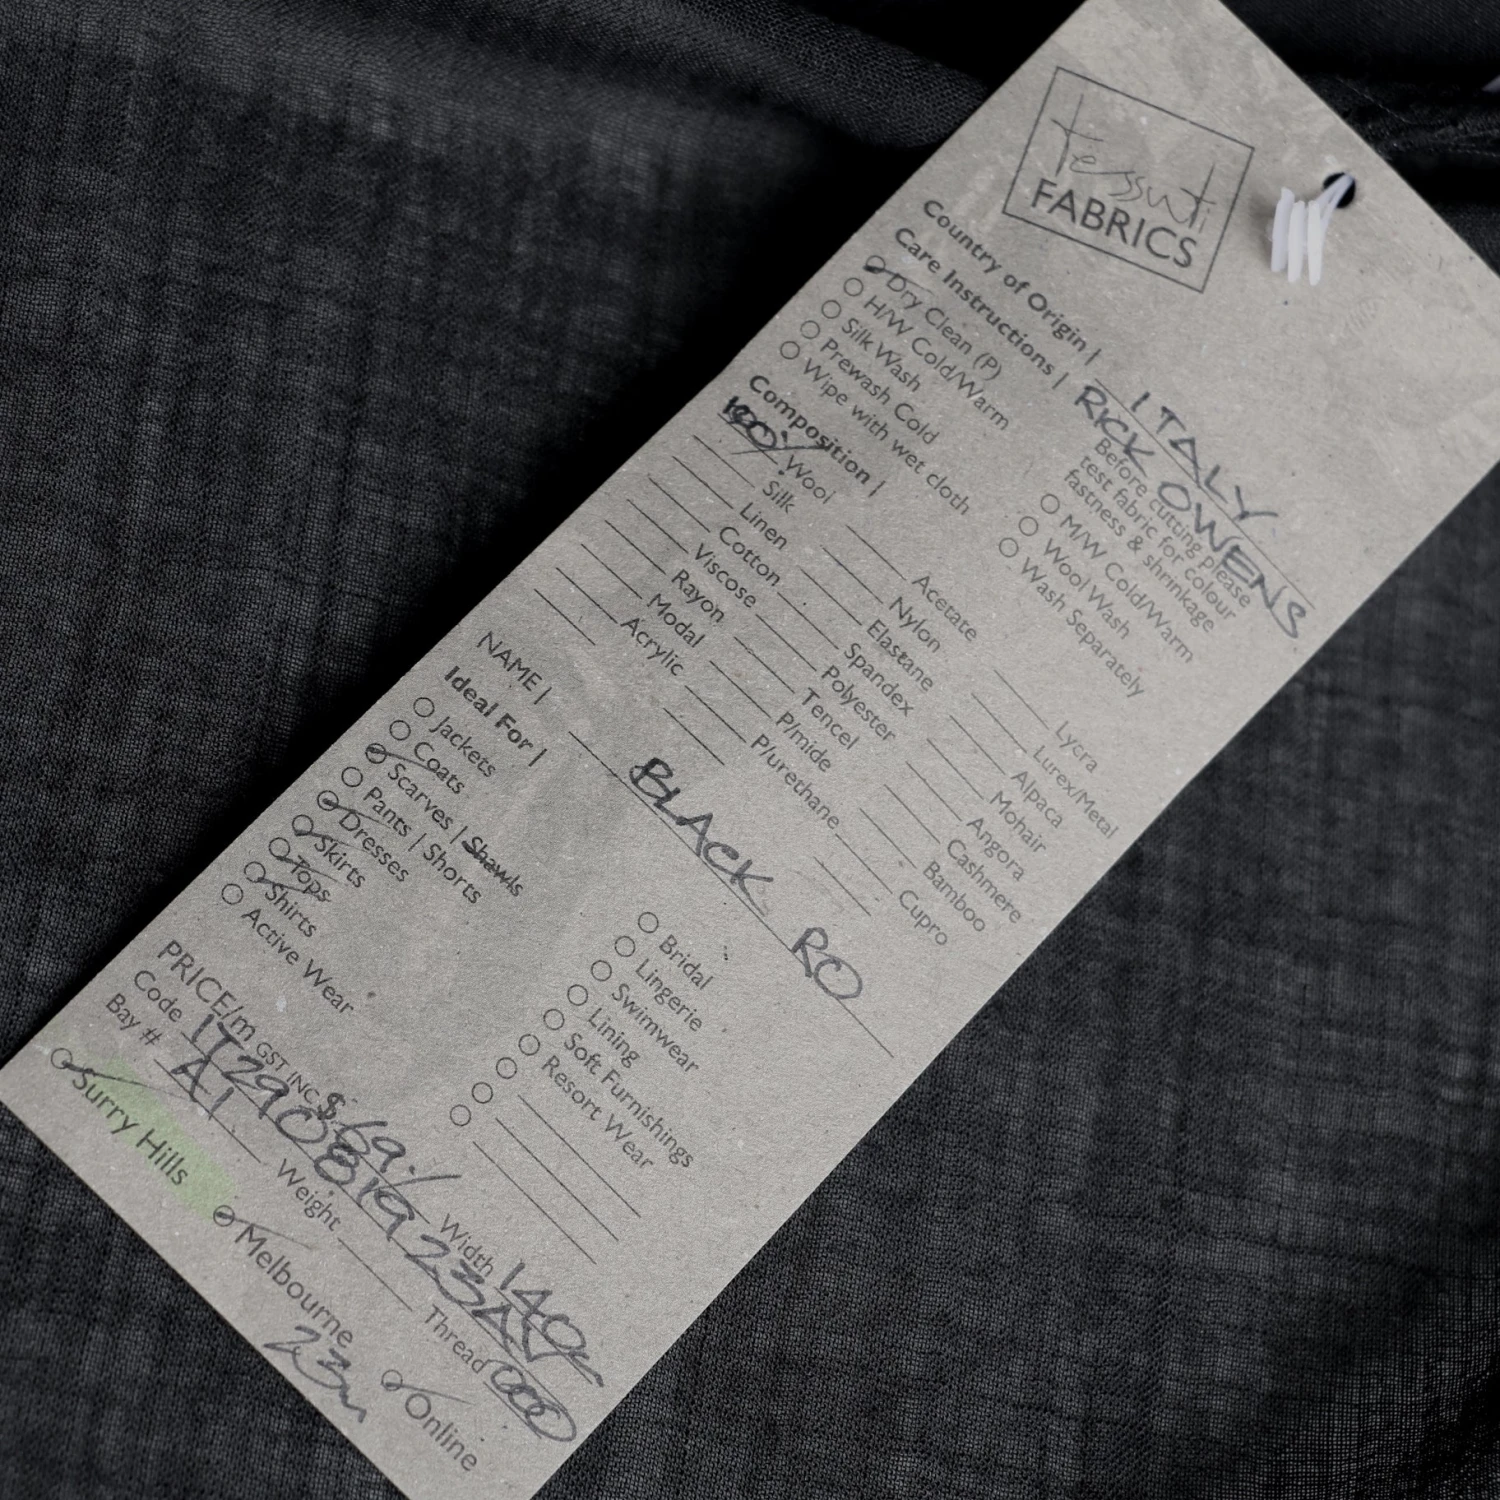 tessuti
FABRICS
Country of Origin | ITALY
Care Instructions | RICK OWENS
Dry Clean (P)
H/W Cold/Warm
Silk Wash
Prewash Cold
Wipe with wet cloth
Before cutting please
test fabric for colour
fastness & shrinkage
M/W Cold/Warm
Wool Wash
Wash Separately
Composition |
100% Wool
Silk
Linen
Cotton
Viscose
Rayon
Modal
Acrylic
Acetate
Nylon
Elastane
Spandex
Polyester
Tencel
P/mide
P/urethane
Lycra
Lurex/Metal
Alpaca
Mohair
Angora
Cashmere
Bamboo
Cupro
NAME | BLACK RO
Ideal For |
Jackets
Coats
Scarves | Shawls
Pants | Shorts
Dresses
Skirts
Tops
Shirts
Active Wear
Bridal
Lingerie
Swimwear
Lining
Soft Furnishings
Resort Wear
PRICE/m GST INC $69.- Width 140
Code IT290819
Bay # A1 Weight Thread 000
Surry Hills Melbourne Online
23m